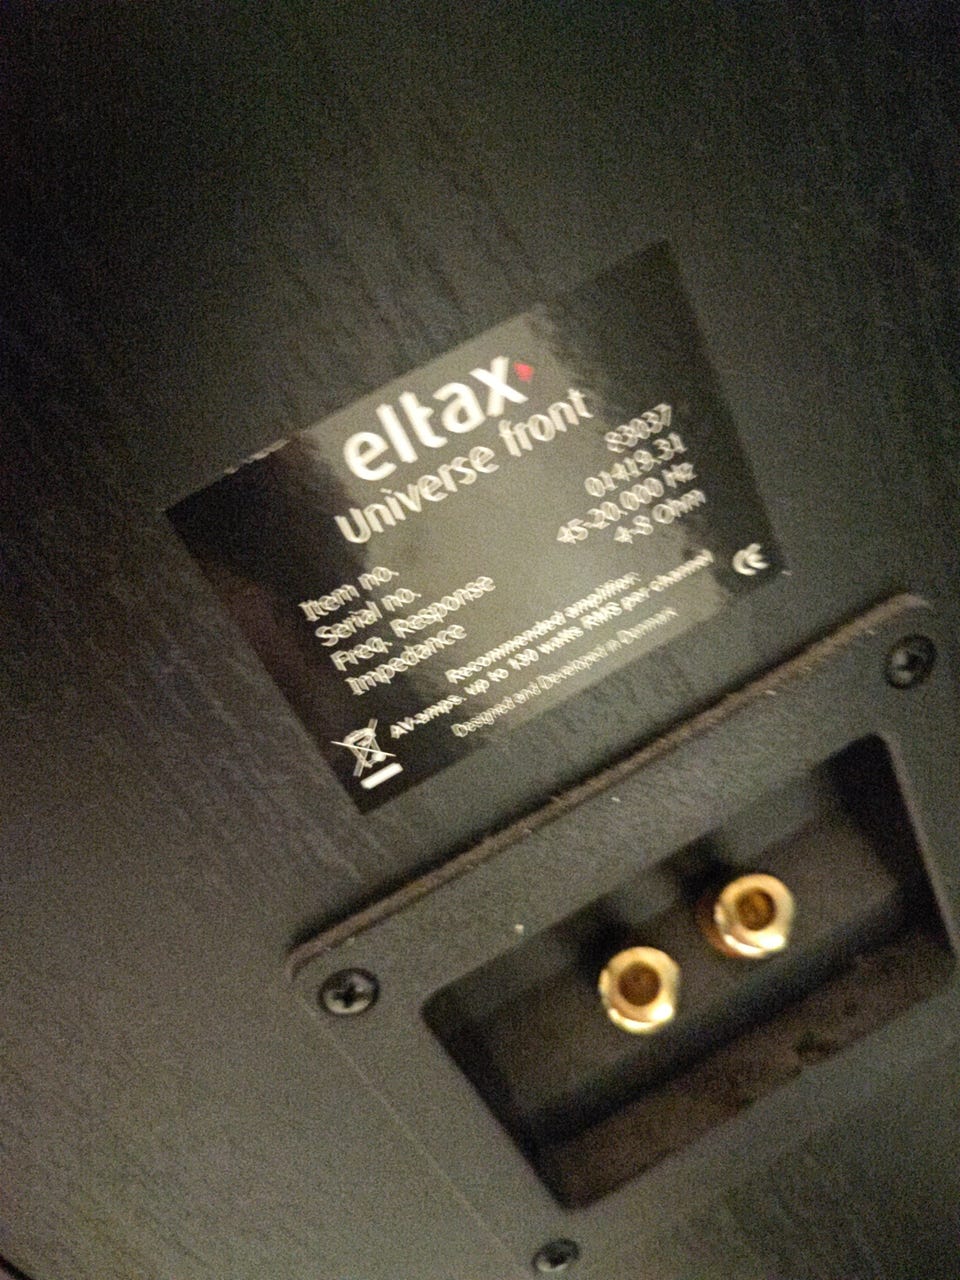 eltax
universe front
Item no. 83037
Serial no. 01419.31
Freq. Response 45-20.000 Hz
Impedance 4-8 Ohm
Recommended amplifier:
AV-amps. up to 130 watts RMS per channel
Designed and Developed in Denmark
CE